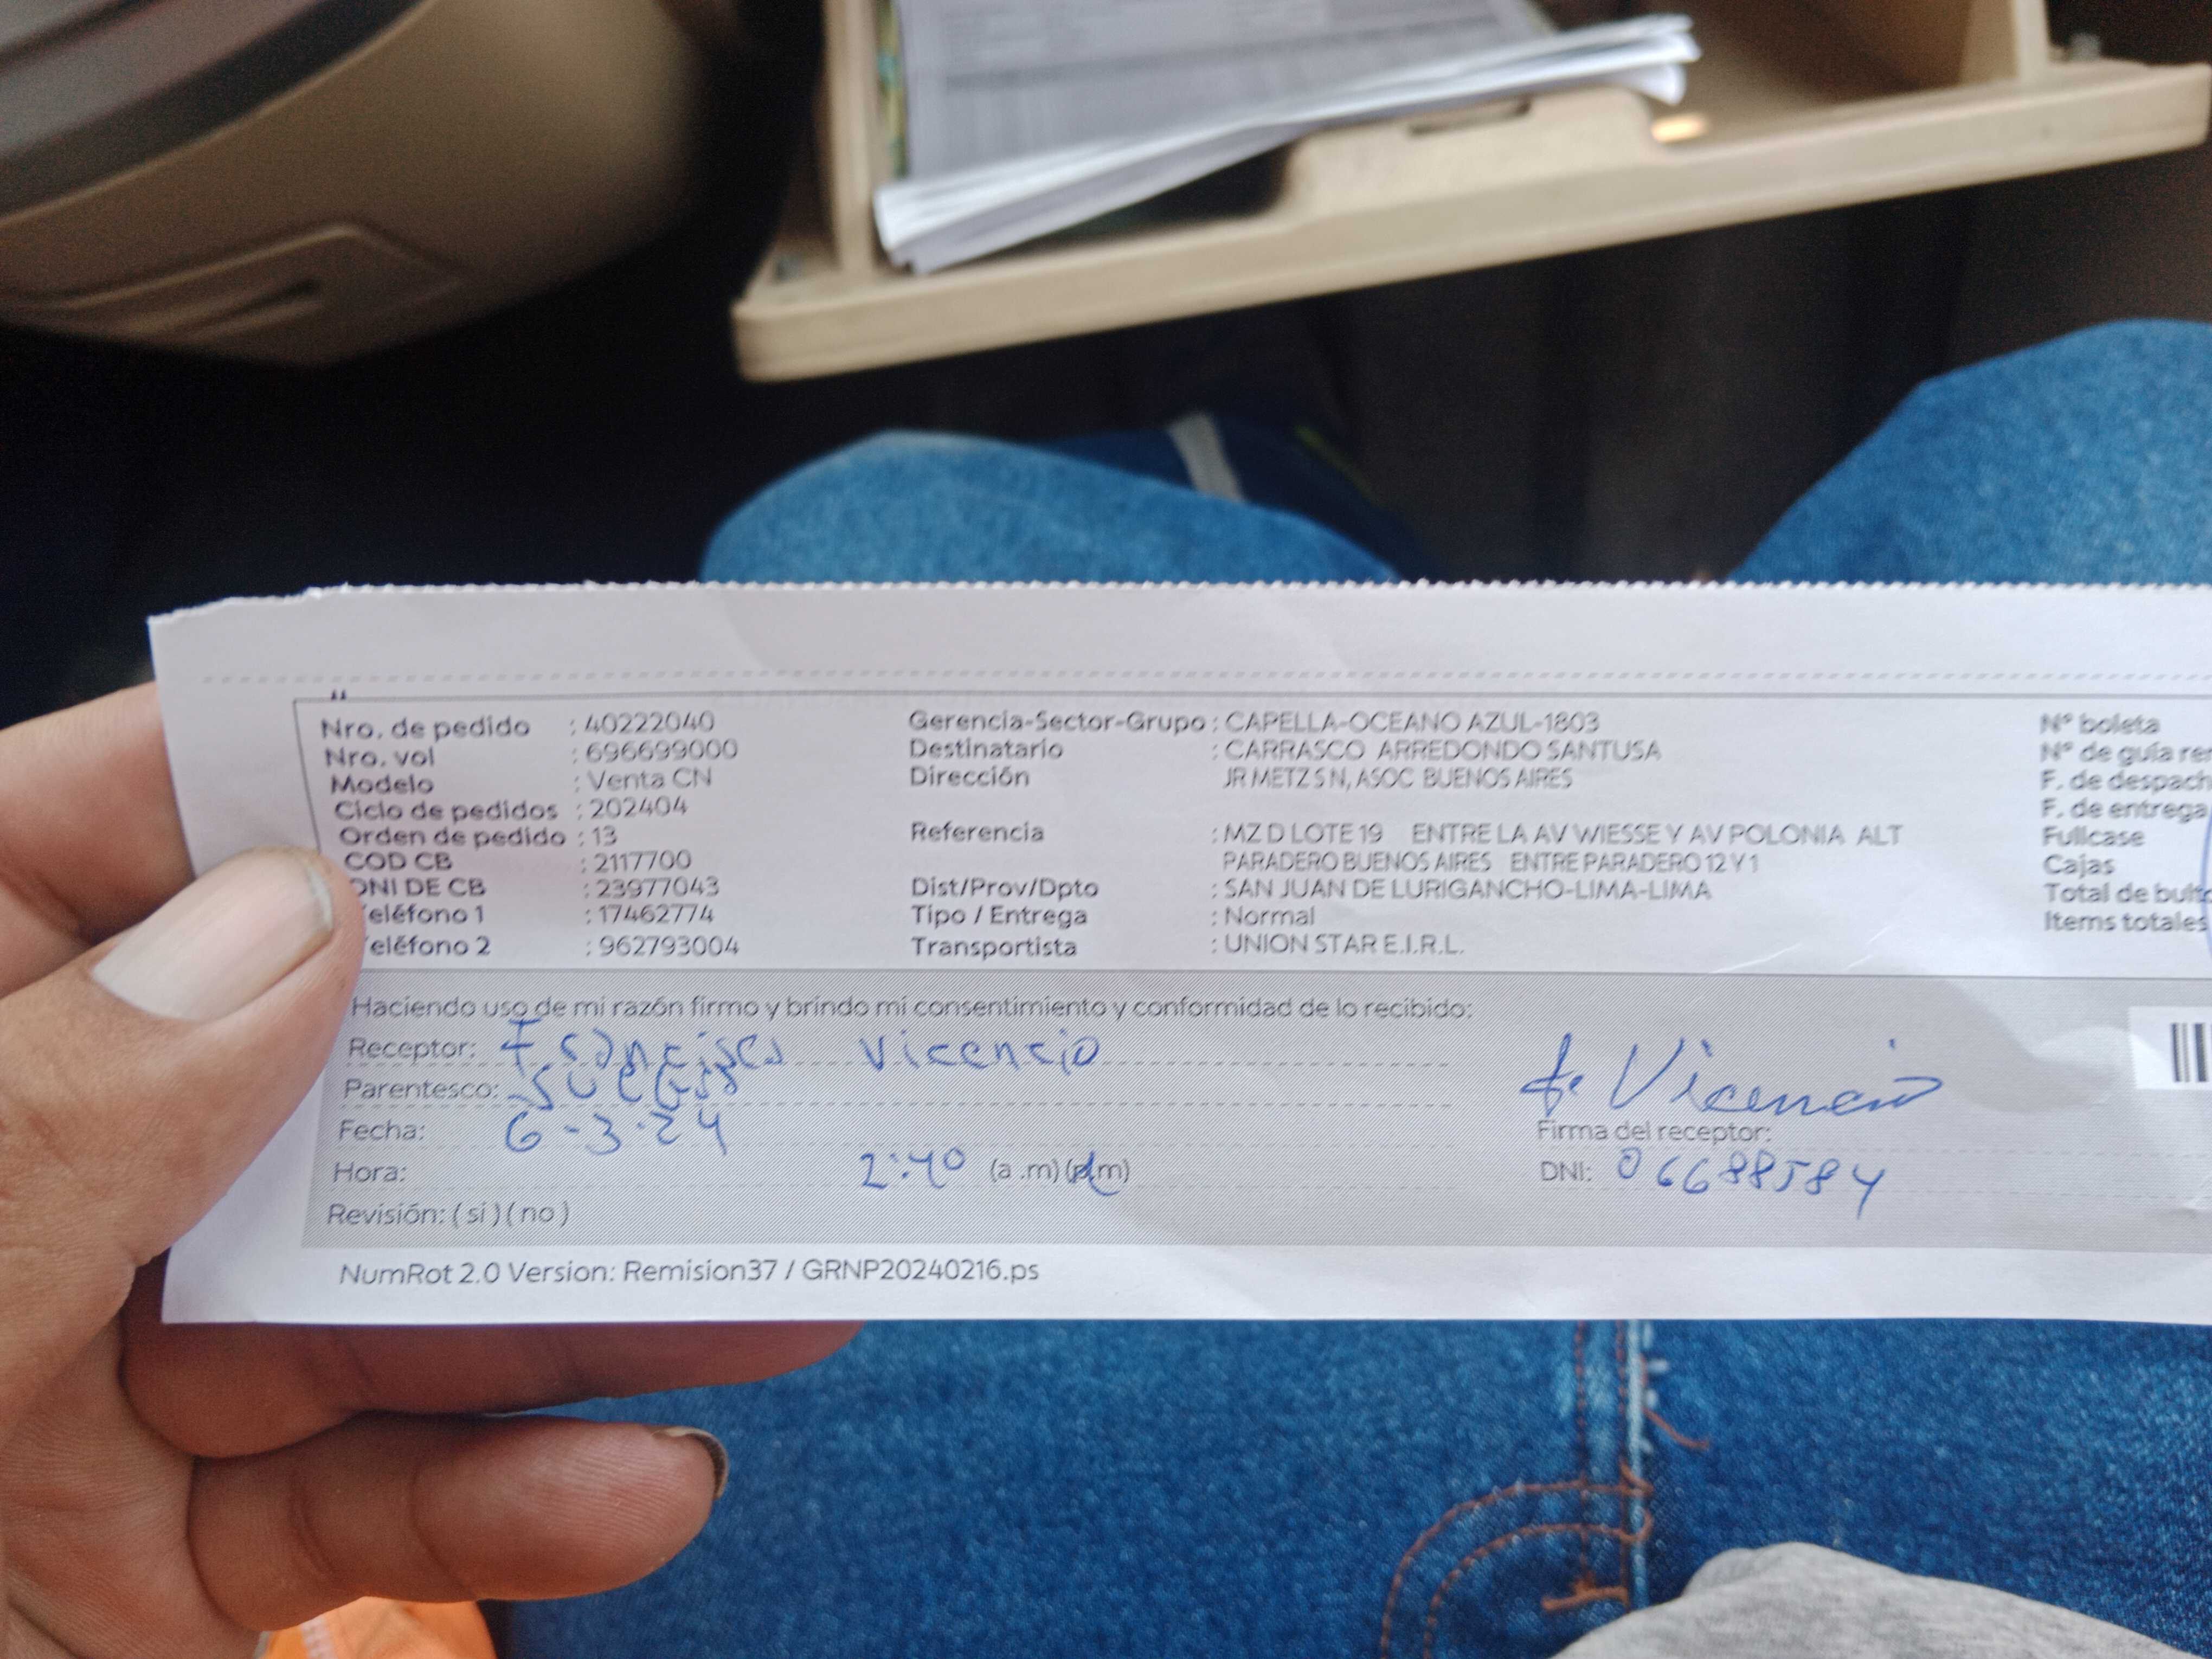 Nro. de pedido : 40222040 Gerencia-Sector-Grupo : CAPELLA-OCEANO AZUL-1803 Nº boleta
Nro. vol : 696699000 Destinatario : CARRASCO ARREDONDO SANTUSA Nº de guía re
Modelo : Venta CN Dirección JR METZ S N, ASOC BUENOS AIRES F. de despach
Ciclo de pedidos : 202404 F. de entrega
Orden de pedido : 13 Referencia : MZ D LOTE 19 ENTRE LA AV WIESSE Y AV POLONIA ALT Fullcase
COD CB : 2117700 PARADERO BUENOS AIRES ENTRE PARADERO 12 Y 1 Cajas
DNI DE CB : 23977043 Dist/Prov/Dpto : SAN JUAN DE LURIGANCHO-LIMA-LIMA Total de bult
eléfono 1 : 17462774 Tipo / Entrega : Normal Items totales
eléfono 2 : 962793004 Transportista : UNION STAR E.I.R.L.
Haciendo uso de mi razón firmo y brindo mi consentimiento y conformidad de lo recibido:
Receptor: Francisco Vicencio
Parentesco: F. Vicencio
Fecha: 6-3-24 Firma del receptor:
Hora: 2:40 (a .m) (p.m) DNI: 06688584
Revisión: ( si ) ( no )
NumRot 2.0 Version: Remision37 / GRNP20240216.ps